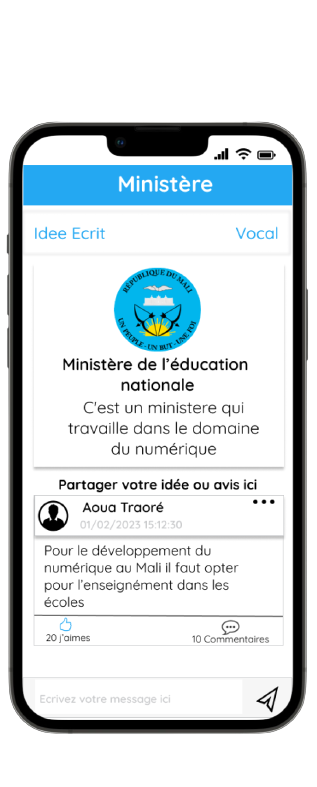 Ministère
Idee Ecrit
Vocal
RÉPUBLIQUE DU MALI
UN PEUPLE - UN BUT - UNE FOI
Ministère de l'éducation
nationale
C'est un ministere qui
travaille dans le domaine
du numérique
Partager votre idée ou avis ici
Aoua Traoré
01/02/2023 15:12:30
Pour le développement du
numérique au Mali il faut opter
pour l'enseignément dans les
écoles
20 j'aimes
10 Commentaires
Ecrivez votre message ici